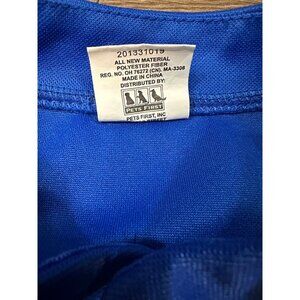 201331019
ALL NEW MATERIAL
POLYESTER FIBER
REG. NO. OH 76272 (CN), MA-3308
MADE IN CHINA
DISTRIBUTED BY:
PETS FIRST
PETS FIRST, INC